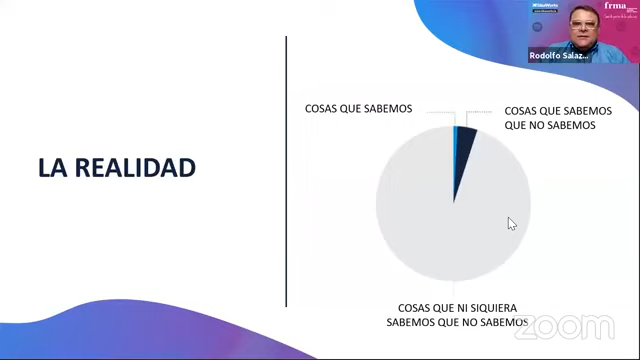 IdeaWorks
frma
Rodolfo Salaz...
COSAS QUE SABEMOS
COSAS QUE SABEMOS
QUE NO SABEMOS
LA REALIDAD
COSAS QUE NI SIQUIERA
SABEMOS QUE NO SABEMOS
zoom